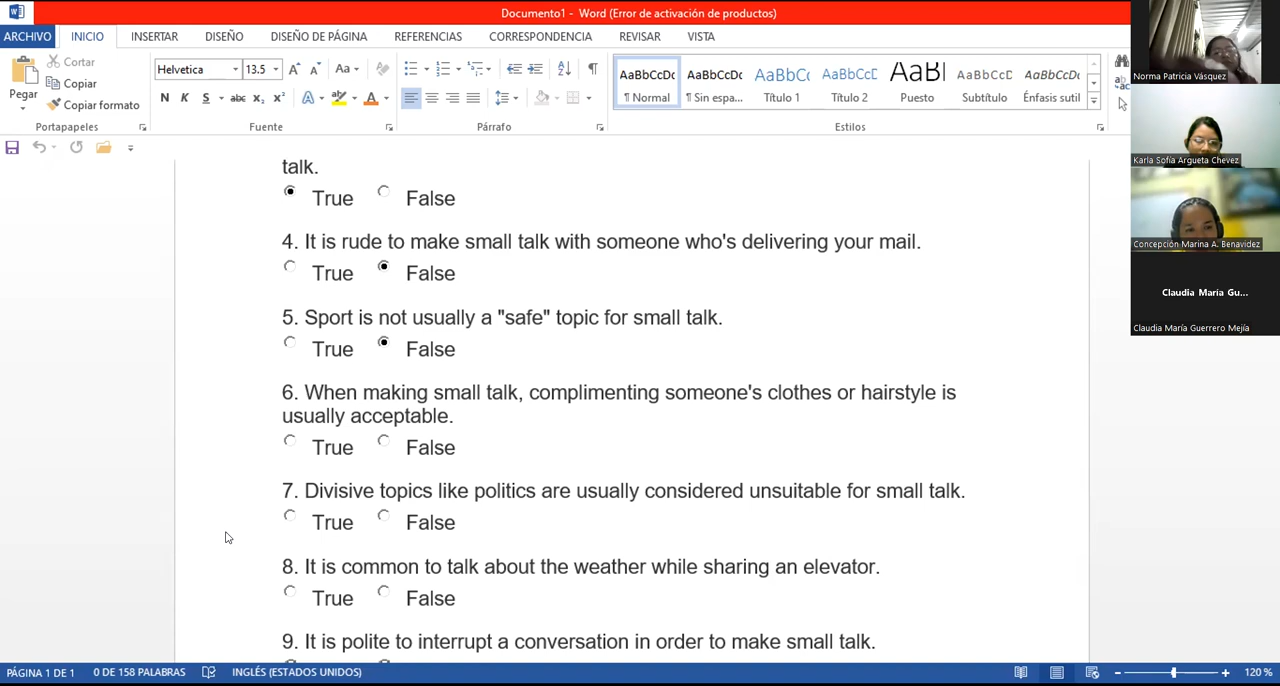 Documento1 - Word (Error de activación de productos)
ARCHIVO INICIO INSERTAR DISEÑO DISEÑO DE PÁGINA REFERENCIAS CORRESPONDENCIA REVISAR VISTA
Pegar
Cortar
Copiar
Copiar formato
Portapapeles
Helvetica 13.5
N K S abc x₂ x²
Fuente
Párrafo
AaBbCcDc AaBbCcDc AaBbCc AaBbCc AaBl AaBbCcD AaBbCcDc
¶ Normal ¶ Sin espa... Título 1 Título 2 Puesto Subtítulo Énfasis sutil
Estilos
talk.
True False
4. It is rude to make small talk with someone who's delivering your mail.
True False
5. Sport is not usually a "safe" topic for small talk.
True False
6. When making small talk, complimenting someone's clothes or hairstyle is
usually acceptable.
True False
7. Divisive topics like politics are usually considered unsuitable for small talk.
True False
8. It is common to talk about the weather while sharing an elevator.
True False
9. It is polite to interrupt a conversation in order to make small talk.
PÁGINA 1 DE 1 0 DE 158 PALABRAS INGLÉS (ESTADOS UNIDOS) 120 %
Norma Patricia Vásquez
Karla Sofía Argueta Chevez
Concepción Marina A. Benavidez
Claudia María Gu...
Claudia María Guerrero Mejía